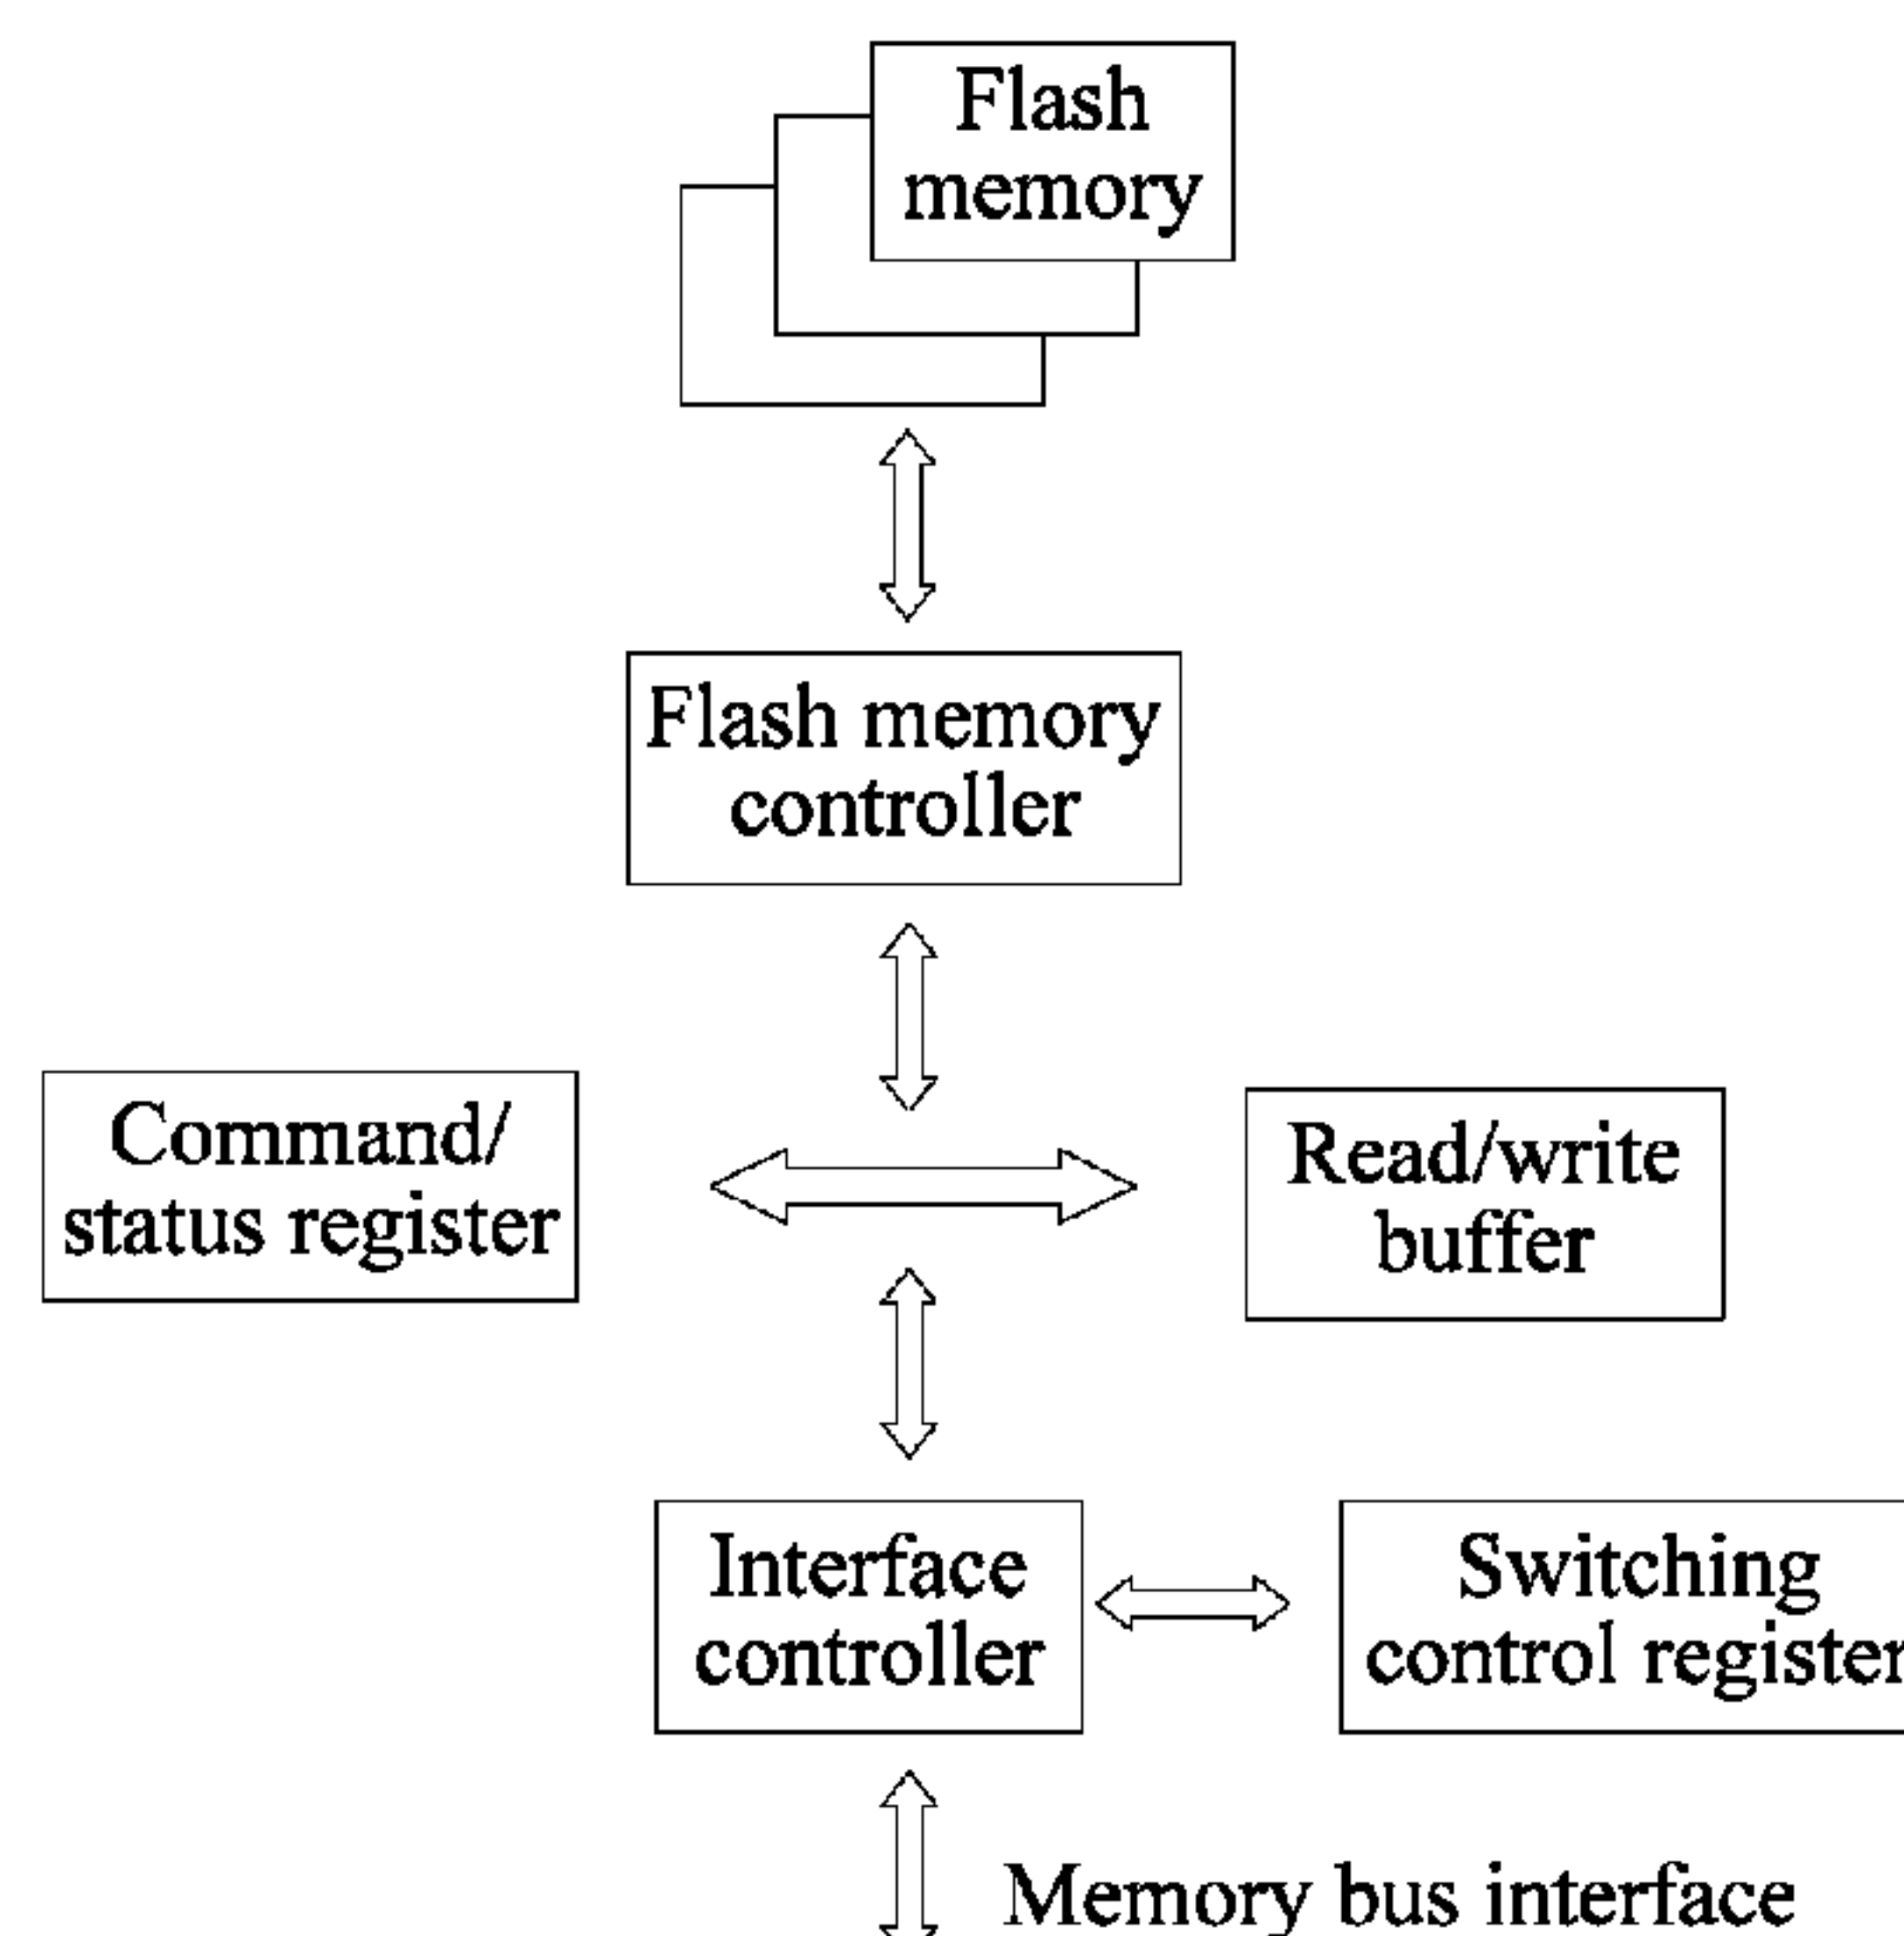 Flash
memory
Flash memory
controller
Command/
status register
Read/write
buffer
Interface
controller
Switching
control register
Memory bus interface